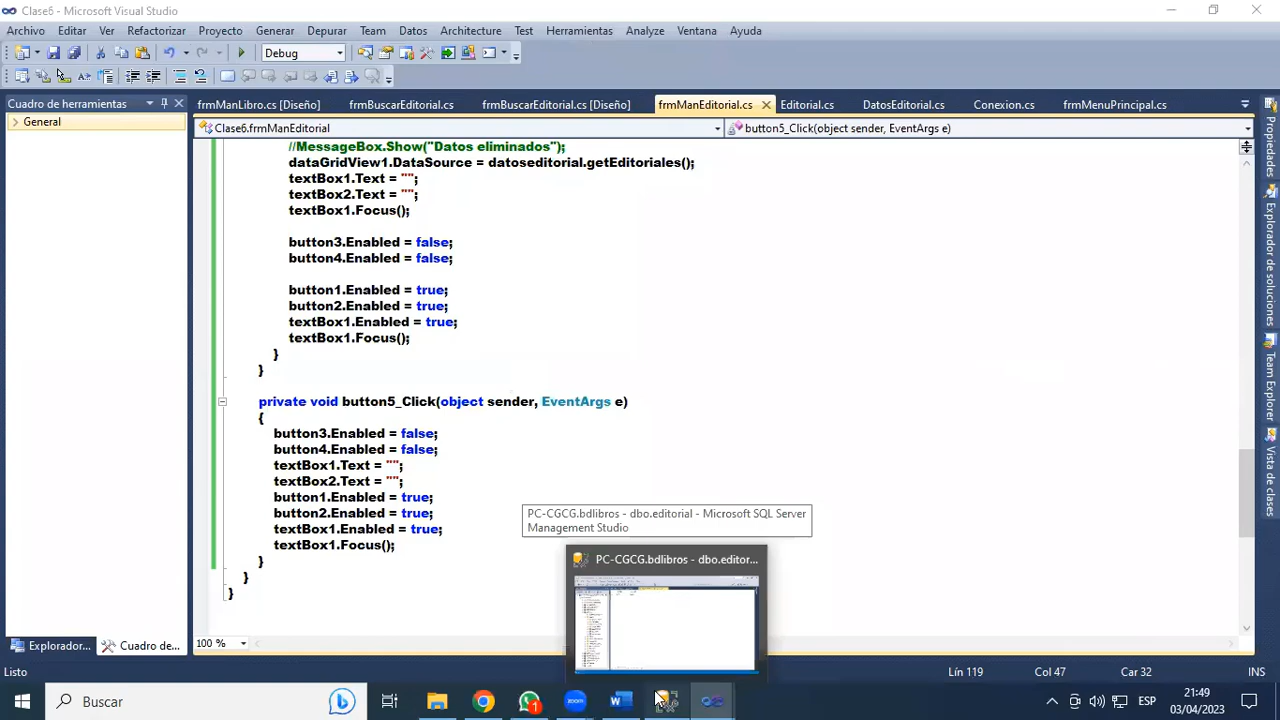 Clase6 - Microsoft Visual Studio
Archivo Editar Ver Refactorizar Proyecto Generar Depurar Team Datos Architecture Test Herramientas Analyze Ventana Ayuda
Debug
Cuadro de herramientas
General
frmManLibro.cs [Diseño] frmBuscarEditorial.cs frmBuscarEditorial.cs [Diseño] frmManEditorial.cs Editorial.cs DatosEditorial.cs Conexion.cs frmMenuPrincipal.cs
Clase6.frmManEditorial button5_Click(object sender, EventArgs e)
//MessageBox.Show("Datos eliminados");
dataGridView1.DataSource = datoseditorial.getEditoriales();
textBox1.Text = "";
textBox2.Text = "";
textBox1.Focus();
button3.Enabled = false;
button4.Enabled = false;
button1.Enabled = true;
button2.Enabled = true;
textBox1.Enabled = true;
textBox1.Focus();
}
}
private void button5_Click(object sender, EventArgs e)
{
button3.Enabled = false;
button4.Enabled = false;
textBox1.Text = "";
textBox2.Text = "";
button1.Enabled = true;
button2.Enabled = true;
textBox1.Enabled = true;
textBox1.Focus();
}
}
}
PC-CGCG.bdlibros - dbo.editorial - Microsoft SQL Server
Management Studio
PC-CGCG.bdlibros - dbo.editor...
100 %
Explorador... Cuadro de...
Propiedades
Explorador de soluciones
Team Explorer
Vista de clases
Listo Lín 119 Col 47 Car 32 INS
Buscar
zoom
1
ESP
21:49
03/04/2023